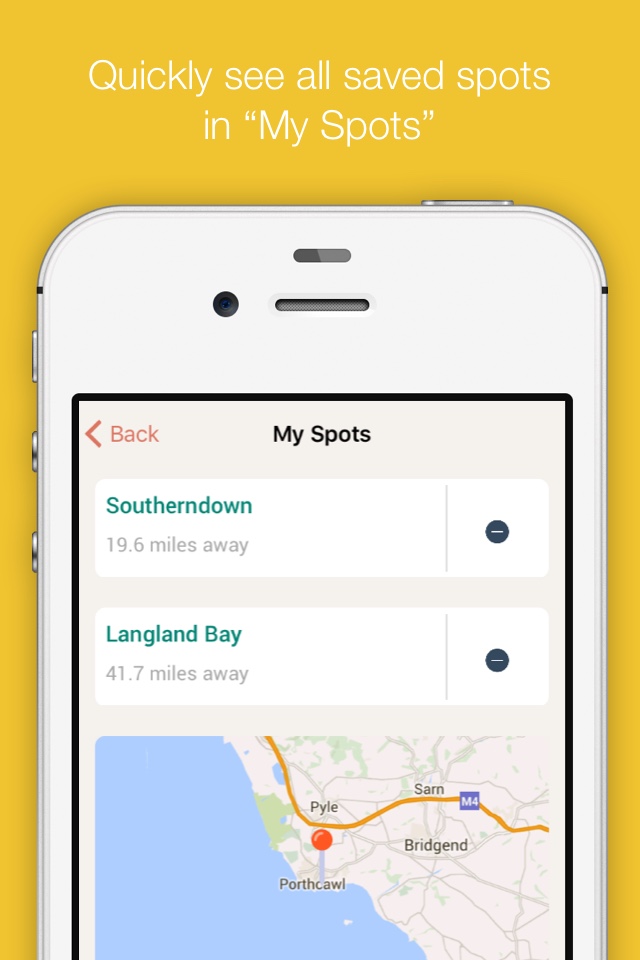 Quickly see all saved spots
in “My Spots”
Back
My Spots
Southerndown
19.6 miles away
Langland Bay
41.7 miles away
Sarn
M4
Pyle
Bridgend
Porthcawl